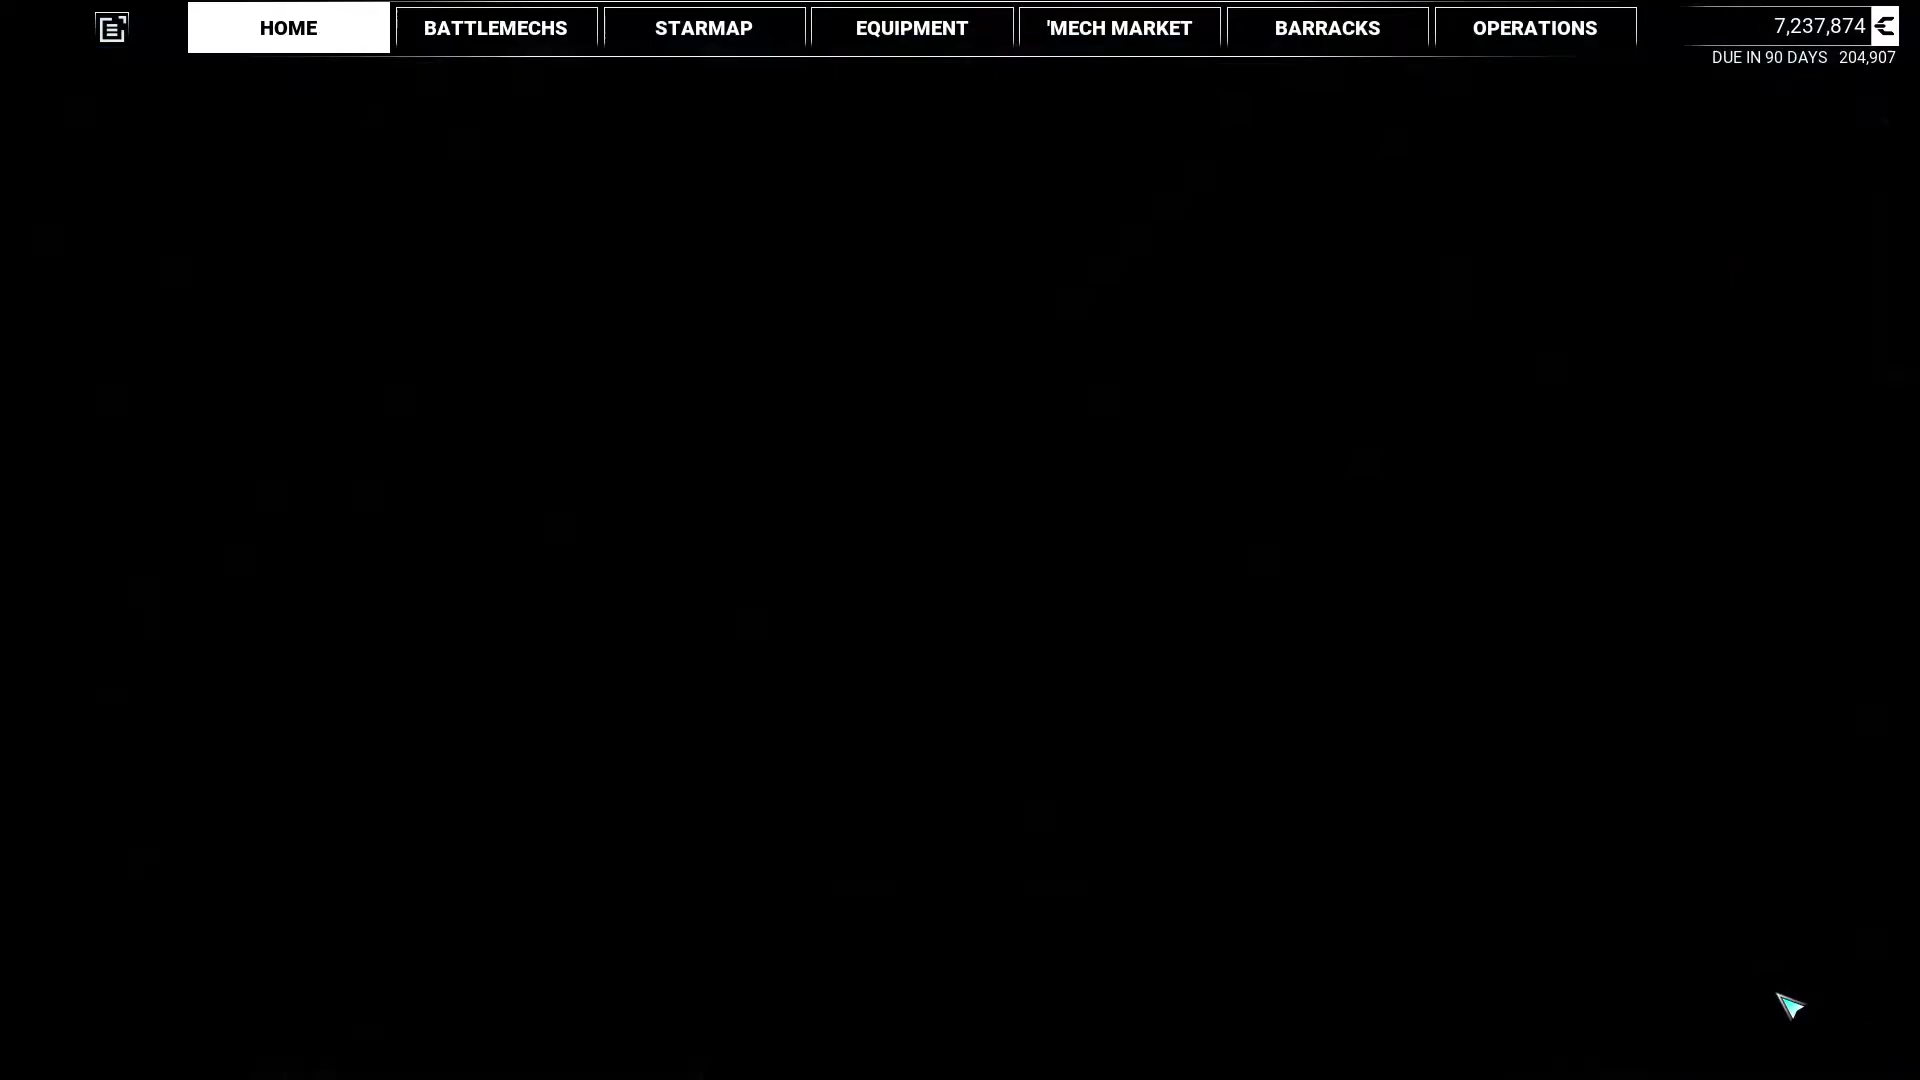 HOME
BATTLEMECHS
STARMAP
EQUIPMENT
'MECH MARKET
BARRACKS
OPERATIONS
7,237,874
DUE IN 90 DAYS 204,907